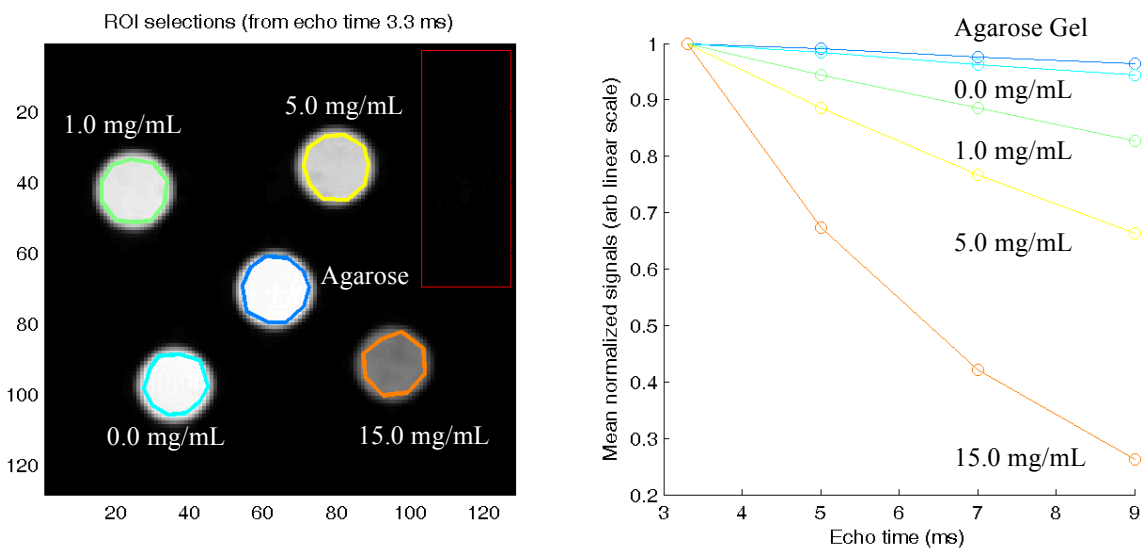 ROI selections (from echo time 3.3 ms)
1.0 mg/mL
5.0 mg/mL
Agarose
0.0 mg/mL
15.0 mg/mL
20
40
60
80
100
120
20
40
60
80
100
120
Agarose Gel
0.0 mg/mL
1.0 mg/mL
5.0 mg/mL
15.0 mg/mL
Mean normalized signals (arb linear scale)
1
0.9
0.8
0.7
0.6
0.5
0.4
0.3
0.2
3
4
5
6
7
8
9
Echo time (ms)